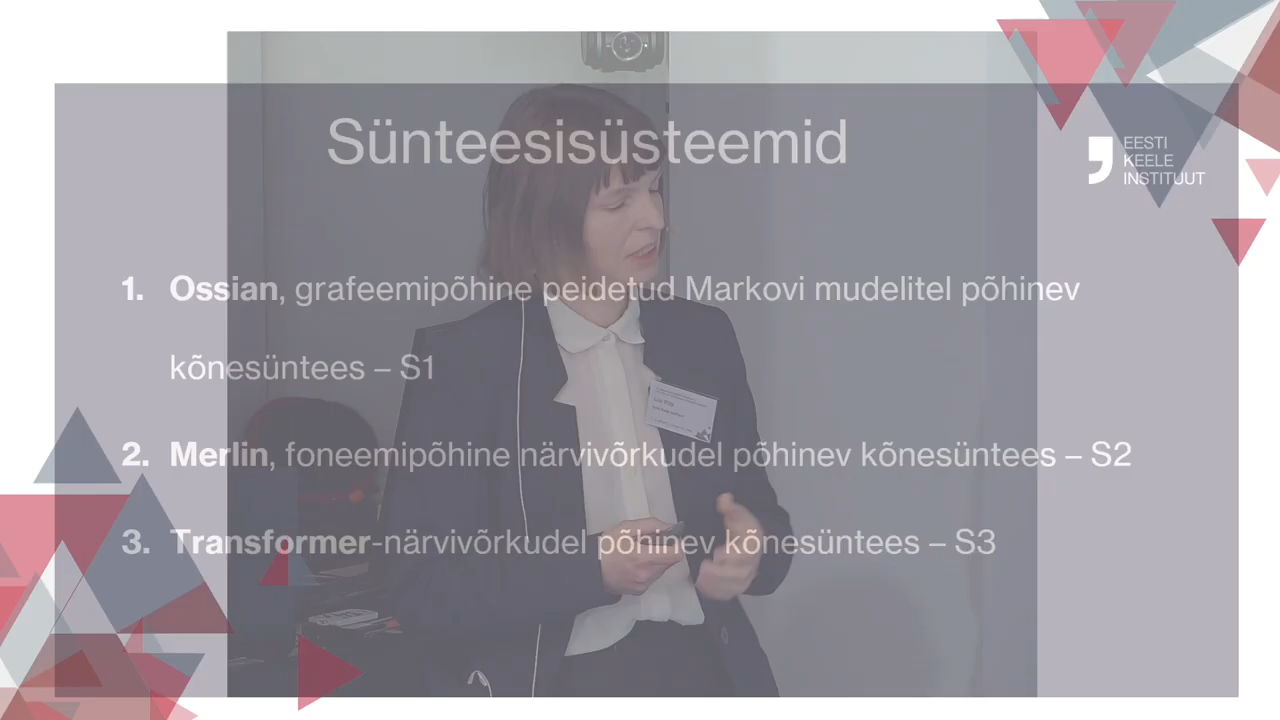 Sünteesisüsteemid
EESTI
KEELE
INSTITUUT
1. Ossian, grafeemipõhine peidetud Markovi mudelitel põhinev
kõnesüntees – S1
2. Merlin, foneemipõhine närvivõrkudel põhinev kõnesüntees – S2
3. Transformer-närvivõrkudel põhinev kõnesüntees – S3